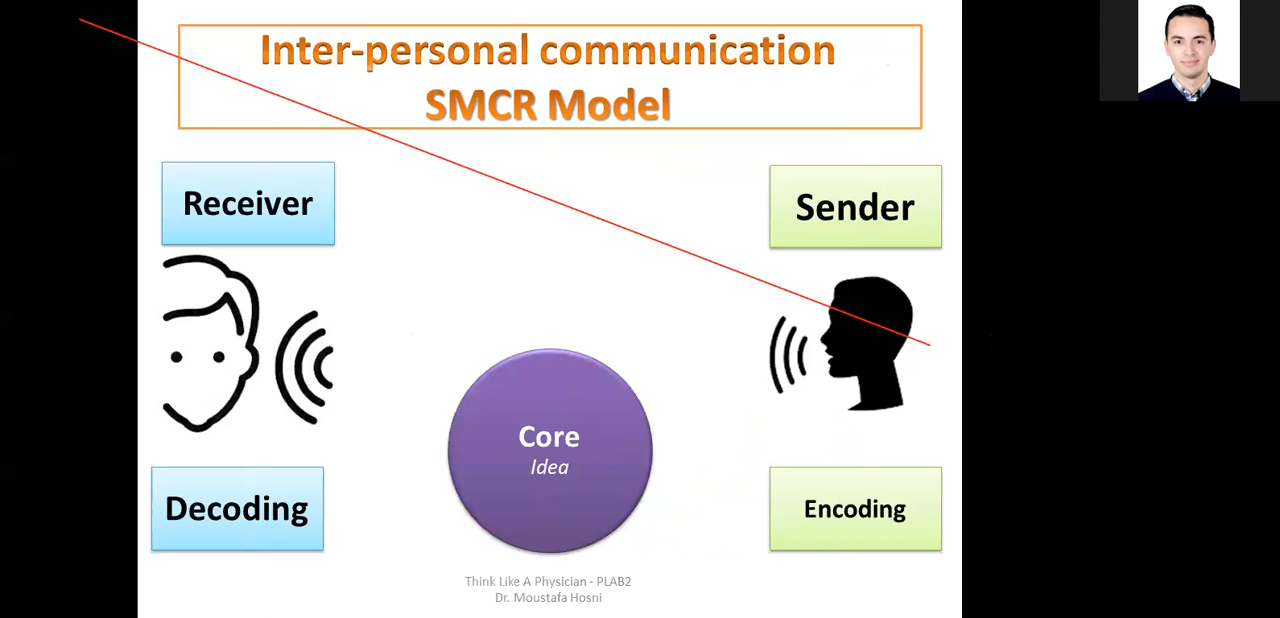 Inter-personal communication
SMCR Model
Receiver
Sender
Core
Idea
Decoding
Encoding
Think Like A Physician - PLAB2
Dr. Moustafa Hosni